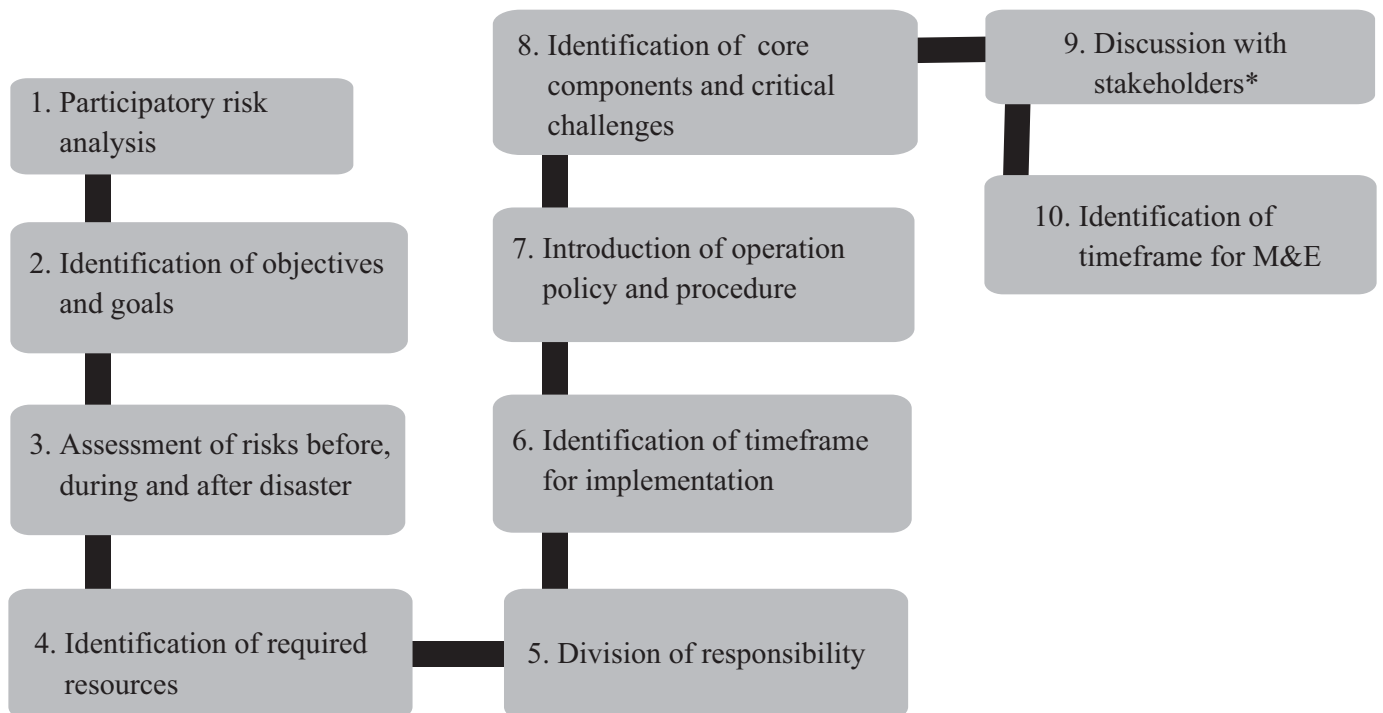 1. Participatory risk
analysis
2. Identification of objectives
and goals
3. Assessment of risks before,
during and after disaster
4. Identification of required
resources
5. Division of responsibility
6. Identification of timeframe
for implementation
7. Introduction of operation
policy and procedure
8. Identification of core
components and critical
challenges
9. Discussion with
stakeholders*
10. Identification of
timeframe for M&E